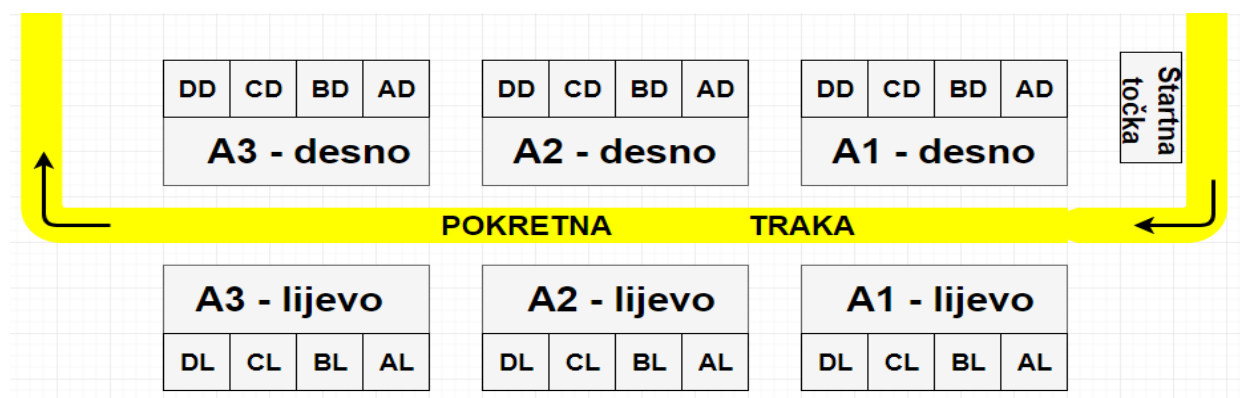 DD CD BD AD DD CD BD AD DD CD BD AD
Startna
točka
A3 - desno A2 - desno A1 - desno
POKRETNA TRAKA
A3 - lijevo A2 - lijevo A1 - lijevo
DL CL BL AL DL CL BL AL DL CL BL AL